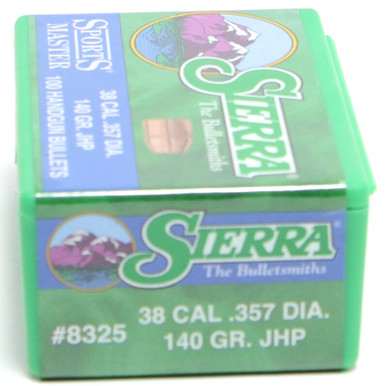 SIERRA®
The Bulletsmiths
SPORTS
MASTER
38 CAL .357 DIA.
140 GR. JHP
100 HANDGUN BULLETS
SIERRA®
The Bulletsmiths
#8325
38 CAL .357 DIA.
140 GR. JHP